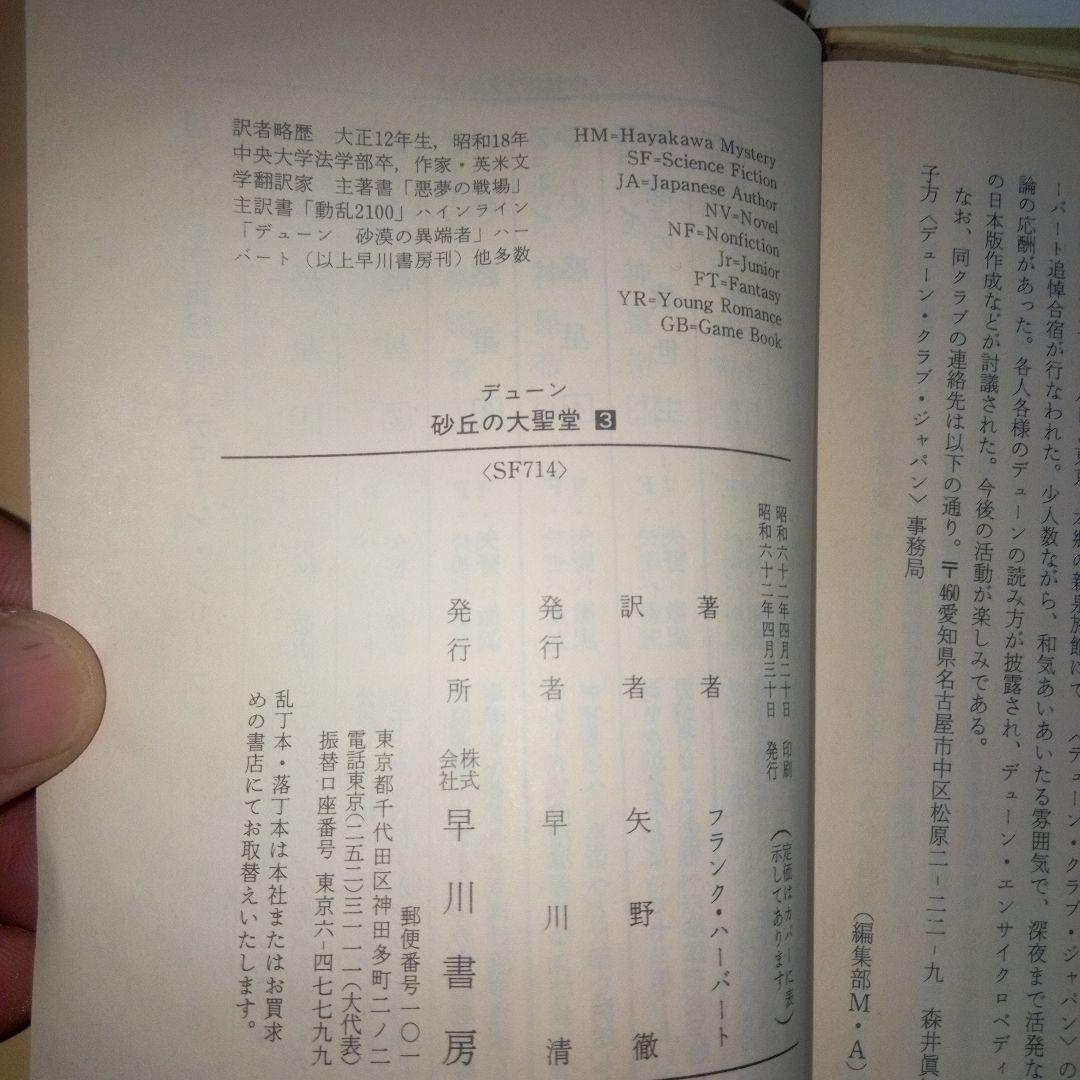 ーバート追悼合宿が行なわれた。少人数ながら、和気あいあいたる雰囲気で、深夜まで活発な
論の応酬があった。各人各様のデューンの読み方が披露され、デューン・エンサイクロペディ
の日本版作成などが討議された。今後の活動が楽しみである。
なお、同クラブの連絡先は以下の通り。〒460愛知県名古屋市中区松原二-二二-九　森井眞
子方〈デューン・クラブ・ジャパン〉事務局
（編集部M・A）
訳者略歴　大正12年生，昭和18年
中央大学法学部卒，作家・英米文
学翻訳家　主著書「悪夢の戦場」
主訳書「動乱2100」ハインライン
「デューン　砂漠の異端者」ハー
バート（以上早川書房刊）他多数
HM=Hayakawa Mystery
SF=Science Fiction
JA=Japanese Author
NV=Novel
NF=Nonfiction
Jr=Junior
FT=Fantasy
YR=Young Romance
GB=Game Book
デューン
砂丘の大聖堂 3
〈SF714〉
昭和六十二年四月二十日　印刷
昭和六十二年四月三十日　発行
（定価はカバーに表示してあります）
著者　フランク・ハーバート
訳者　矢野徹
発行者　早川清
発行所　株式会社　早川書房
郵便番号一〇一
東京都千代田区神田多町二ノ二
電話東京(二五二)三一一一(大代表)
振替口座番号　東京六-四七七九九
乱丁本・落丁本は本社またはお買求
めの書店にてお取替えいたします。